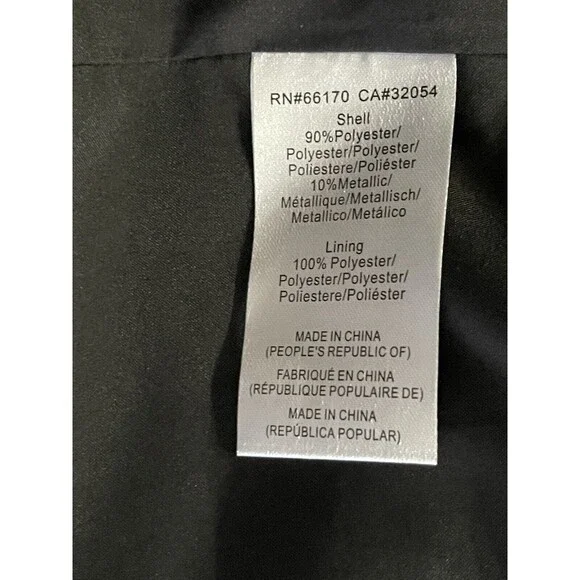 RN#66170 CA#32054
Shell
90%Polyester/
Polyester/Polyester/
Poliestere/Poliéster
10%Metallic/
Métallique/Metallisch/
Metallico/Metálico
Lining
100% Polyester/
Polyester/Polyester/
Poliestere/Poliéster
MADE IN CHINA
(PEOPLE'S REPUBLIC OF)
FABRIQUÉ EN CHINA
(RÉPUBLIQUE POPULAIRE DE)
MADE IN CHINA
(REPÚBLICA POPULAR)